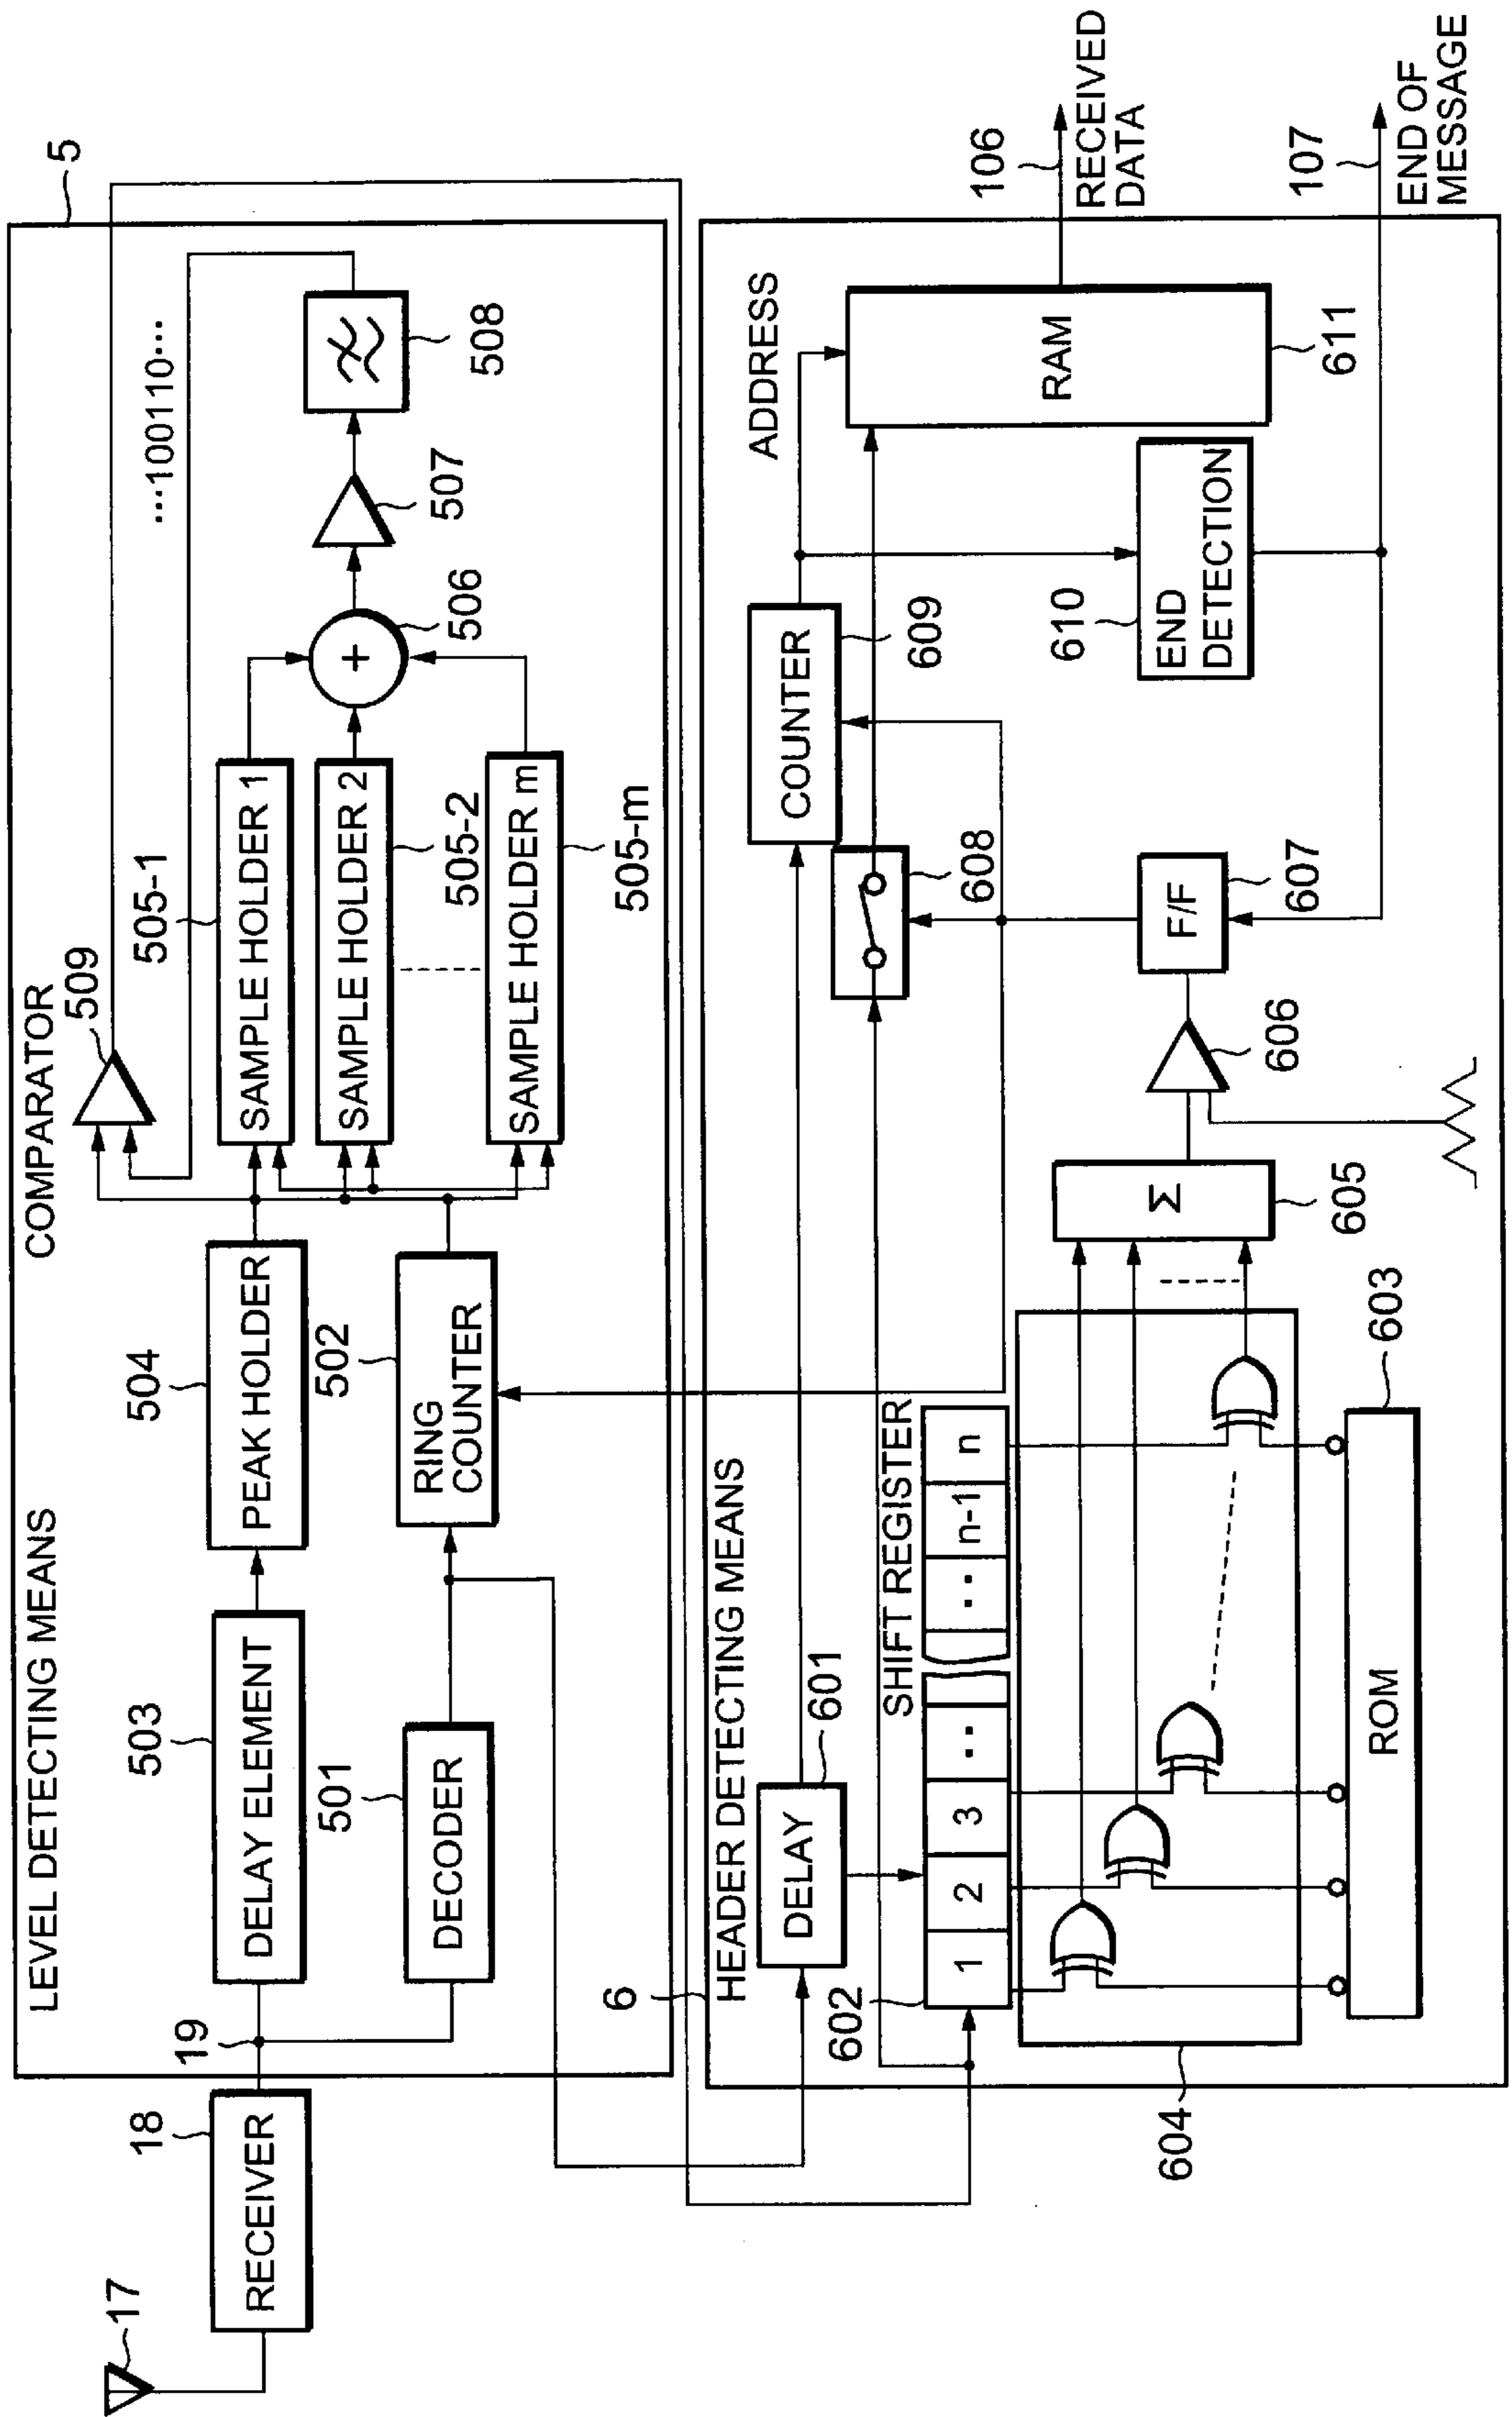 LEVEL DETECTING MEANS
COMPARATOR
5
17
18
RECEIVER
19
503
DELAY ELEMENT
504
PEAK HOLDER
509
...100110...
505-1
SAMPLE HOLDER 1
SAMPLE HOLDER 2
505-2
SAMPLE HOLDER m
505-m
506
+
507
508
501
DECODER
502
RING
COUNTER
6
HEADER DETECTING MEANS
DELAY
601
SHIFT REGISTER
602
1
2
3
..
..
n-1
n
604
ROM
603
Σ
605
606
F/F
607
608
COUNTER
609
ADDRESS
610
END
DETECTION
RAM
611
106
RECEIVED
DATA
107
END OF
MESSAGE